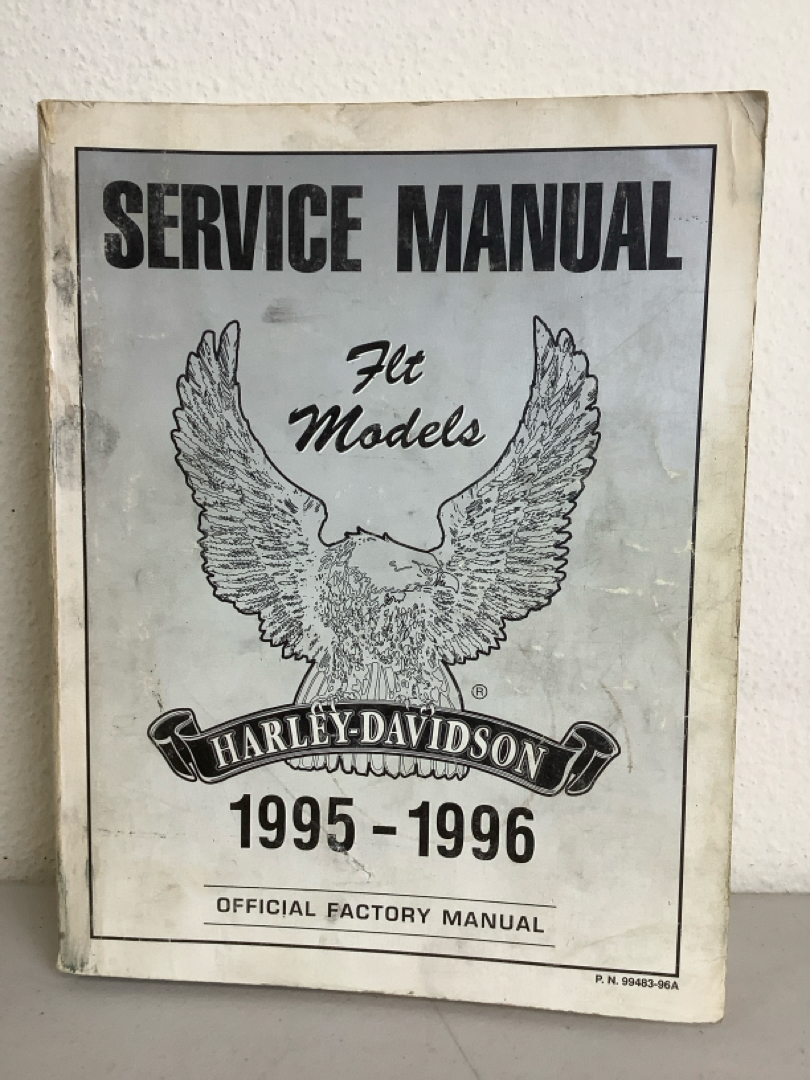 SERVICE MANUAL
Flt
Models
®
HARLEY-DAVIDSON
1995-1996
OFFICIAL FACTORY MANUAL
P. N. 99483-96A